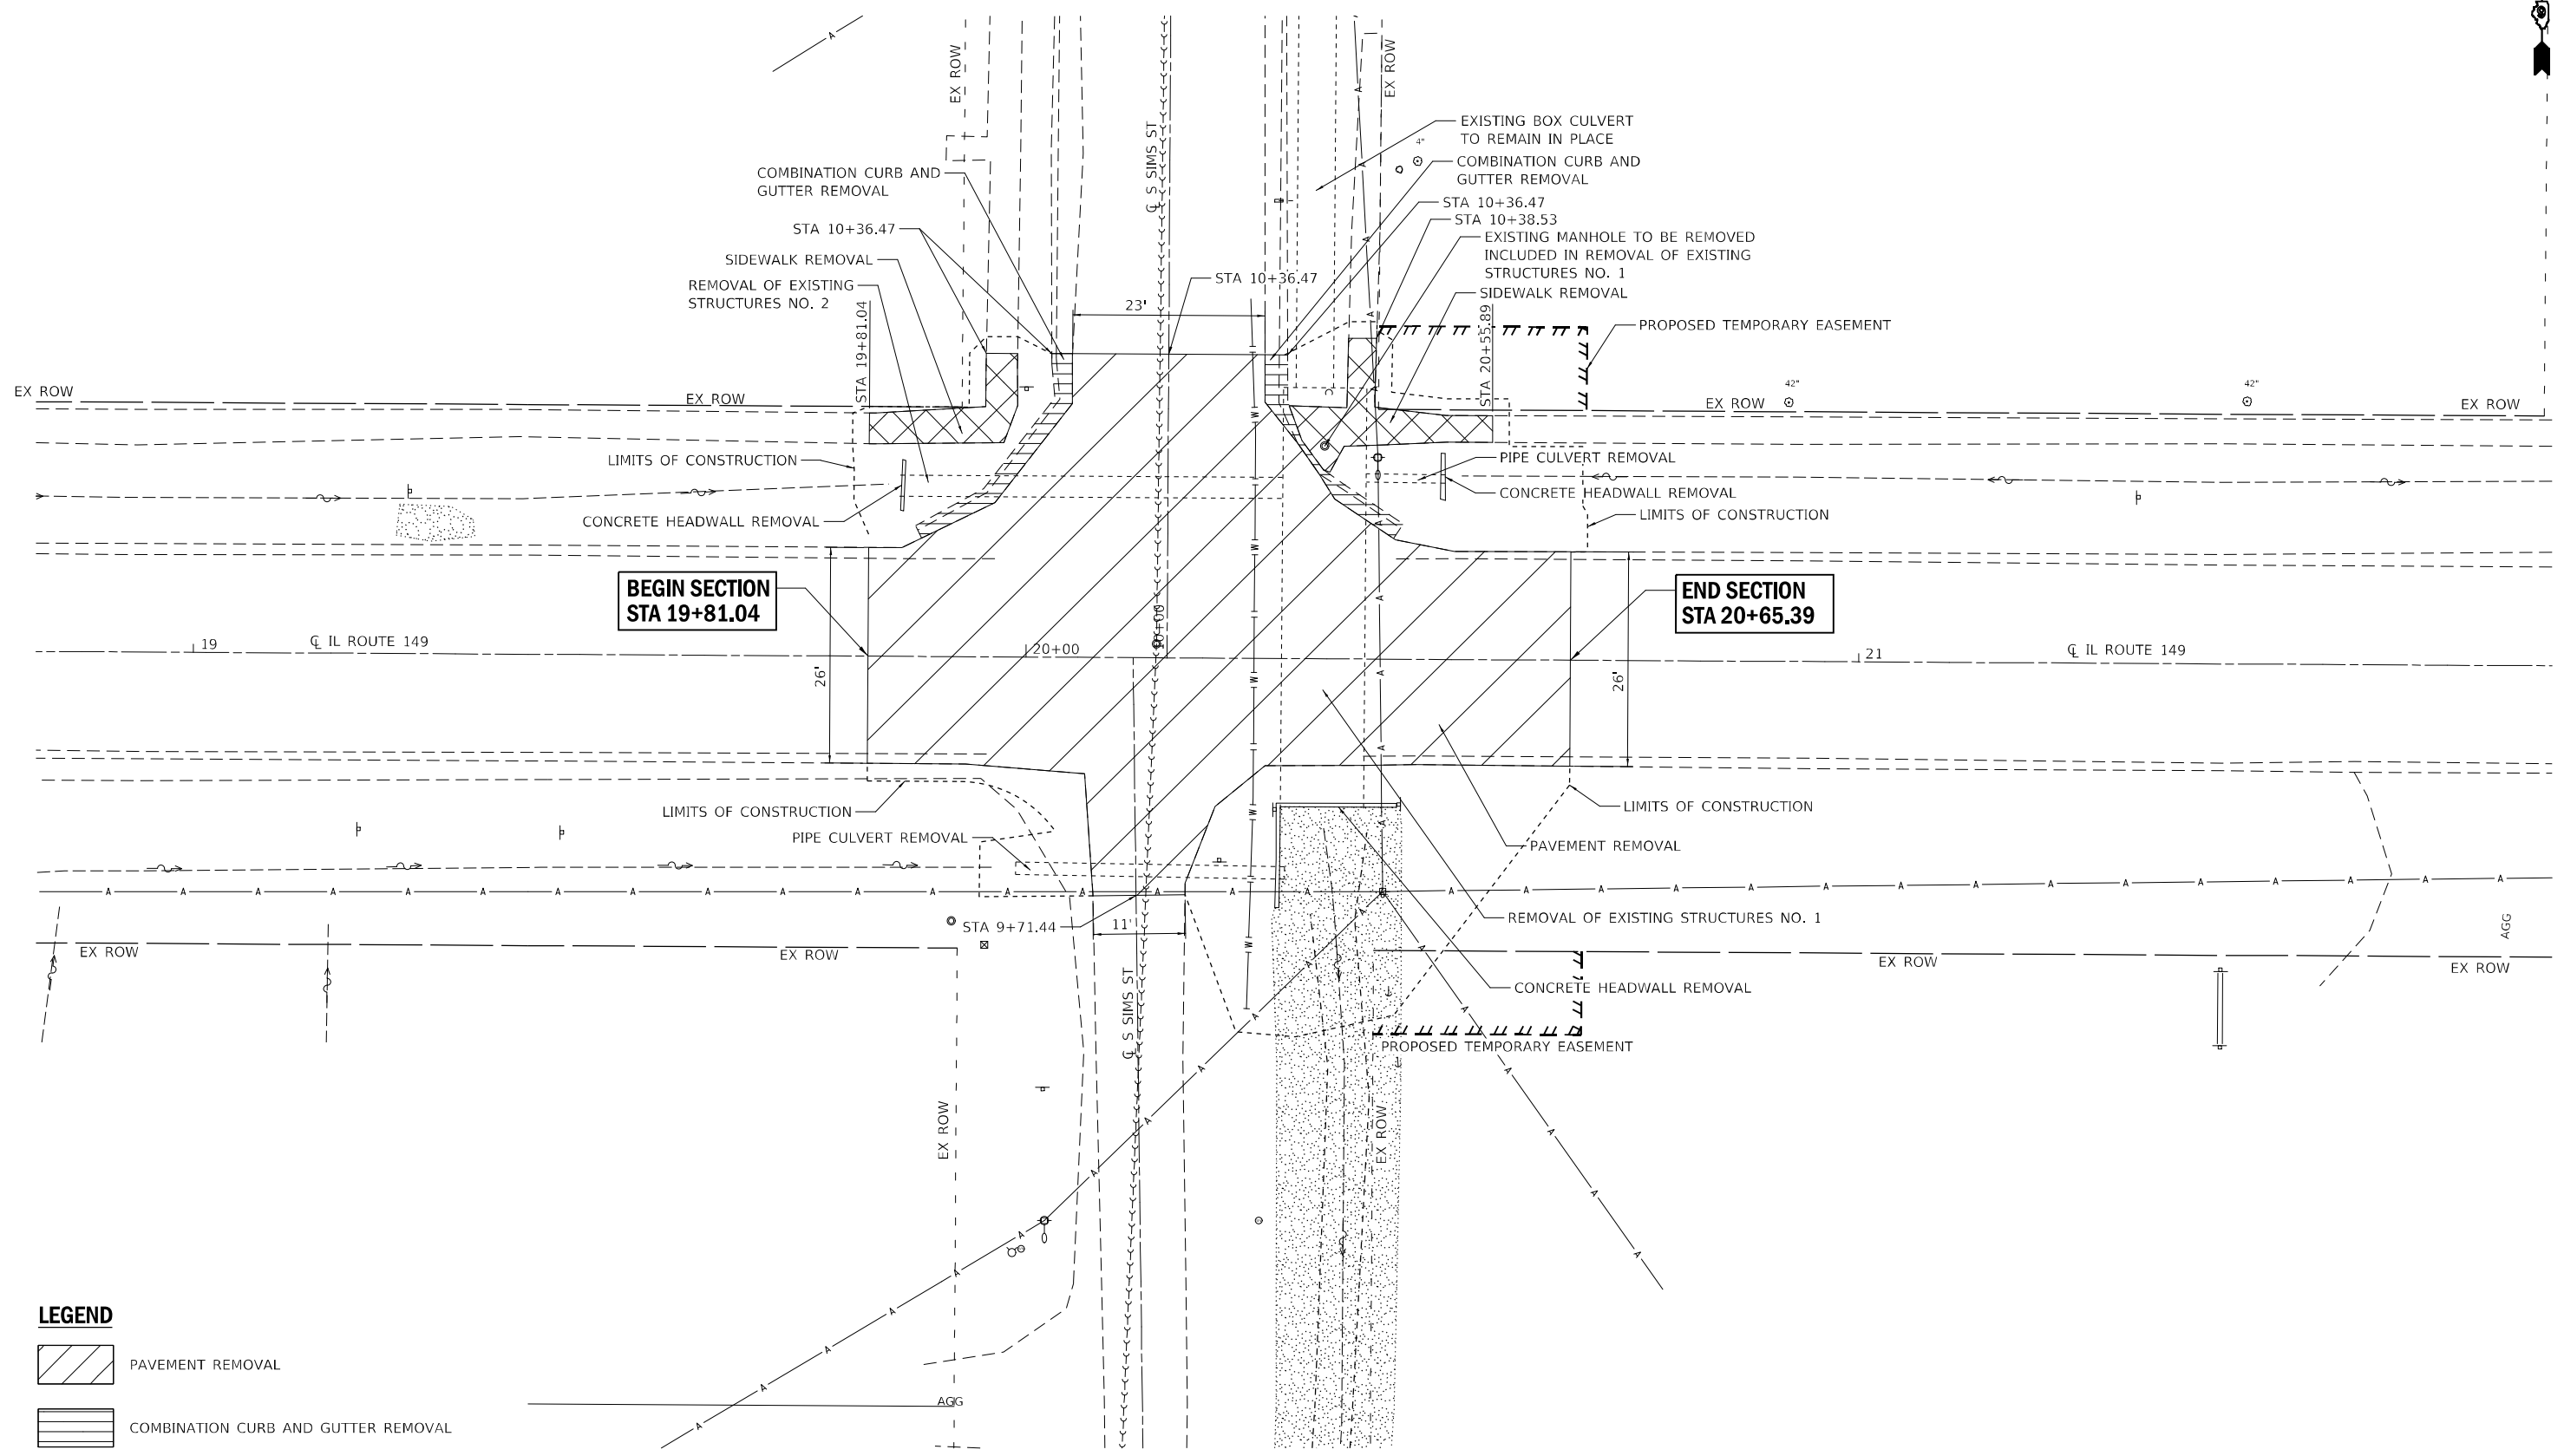 EX ROW
EX ROW
℄ S SIMS ST
EXISTING BOX CULVERT
TO REMAIN IN PLACE
4"
COMBINATION CURB AND
GUTTER REMOVAL
COMBINATION CURB AND
GUTTER REMOVAL
STA 10+36.47
STA 10+38.53
STA 10+36.47
EXISTING MANHOLE TO BE REMOVED
INCLUDED IN REMOVAL OF EXISTING
STRUCTURES NO. 1
SIDEWALK REMOVAL
STA 10+36.47
REMOVAL OF EXISTING
STRUCTURES NO. 2
SIDEWALK REMOVAL
23'
STA 19+81.04
STA 20+55.89
PROPOSED TEMPORARY EASEMENT
EX ROW
EX ROW
42"
42"
EX ROW
EX ROW
LIMITS OF CONSTRUCTION
PIPE CULVERT REMOVAL
CONCRETE HEADWALL REMOVAL
CONCRETE HEADWALL REMOVAL
LIMITS OF CONSTRUCTION
BEGIN SECTION
STA 19+81.04
END SECTION
STA 20+65.39
10+00
19
℄ IL ROUTE 149
20+00
21
℄ IL ROUTE 149
26'
26'
LIMITS OF CONSTRUCTION
LIMITS OF CONSTRUCTION
PIPE CULVERT REMOVAL
PAVEMENT REMOVAL
REMOVAL OF EXISTING STRUCTURES NO. 1
STA 9+71.44
11'
AGG
EX ROW
EX ROW
EX ROW
EX ROW
CONCRETE HEADWALL REMOVAL
℄ S SIMS ST
PROPOSED TEMPORARY EASEMENT
EX ROW
EX ROW
LEGEND
PAVEMENT REMOVAL
AGG
COMBINATION CURB AND GUTTER REMOVAL